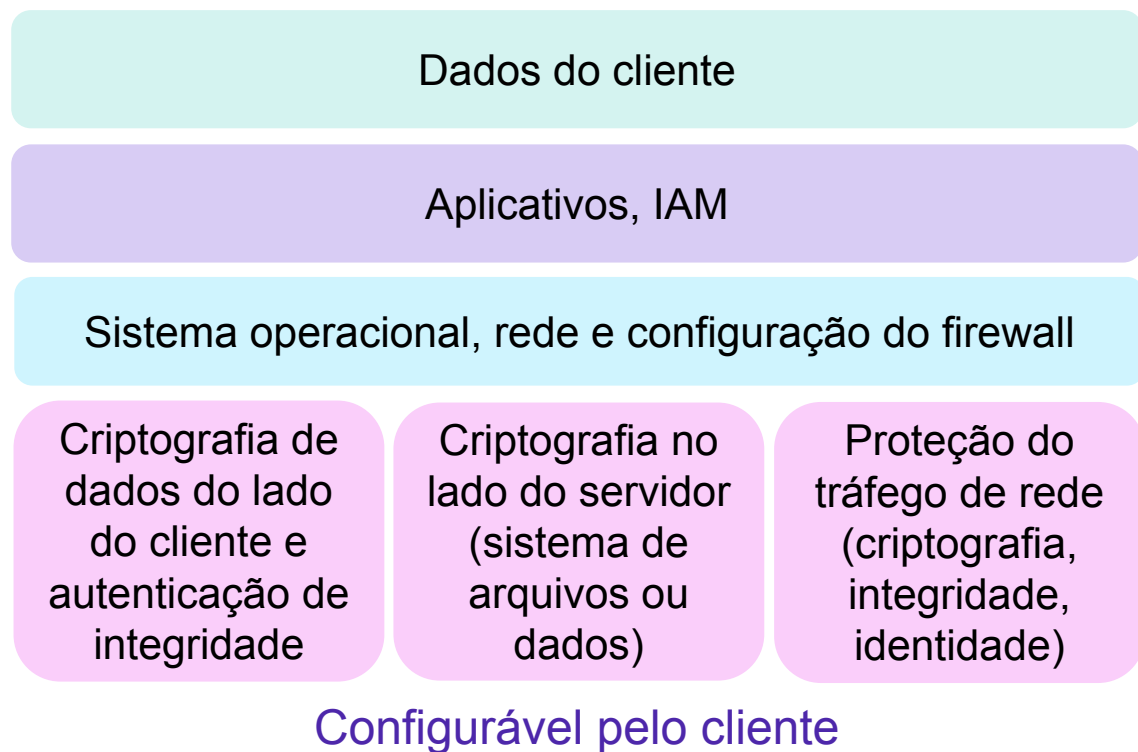 Dados do cliente
Aplicativos, IAM
Sistema operacional, rede e configuração do firewall
Criptografia de
dados do lado
do cliente e
autenticação de
integridade
Criptografia no
lado do servidor
(sistema de
arquivos ou
dados)
Proteção do
tráfego de rede
(criptografia,
integridade,
identidade)
Configurável pelo cliente